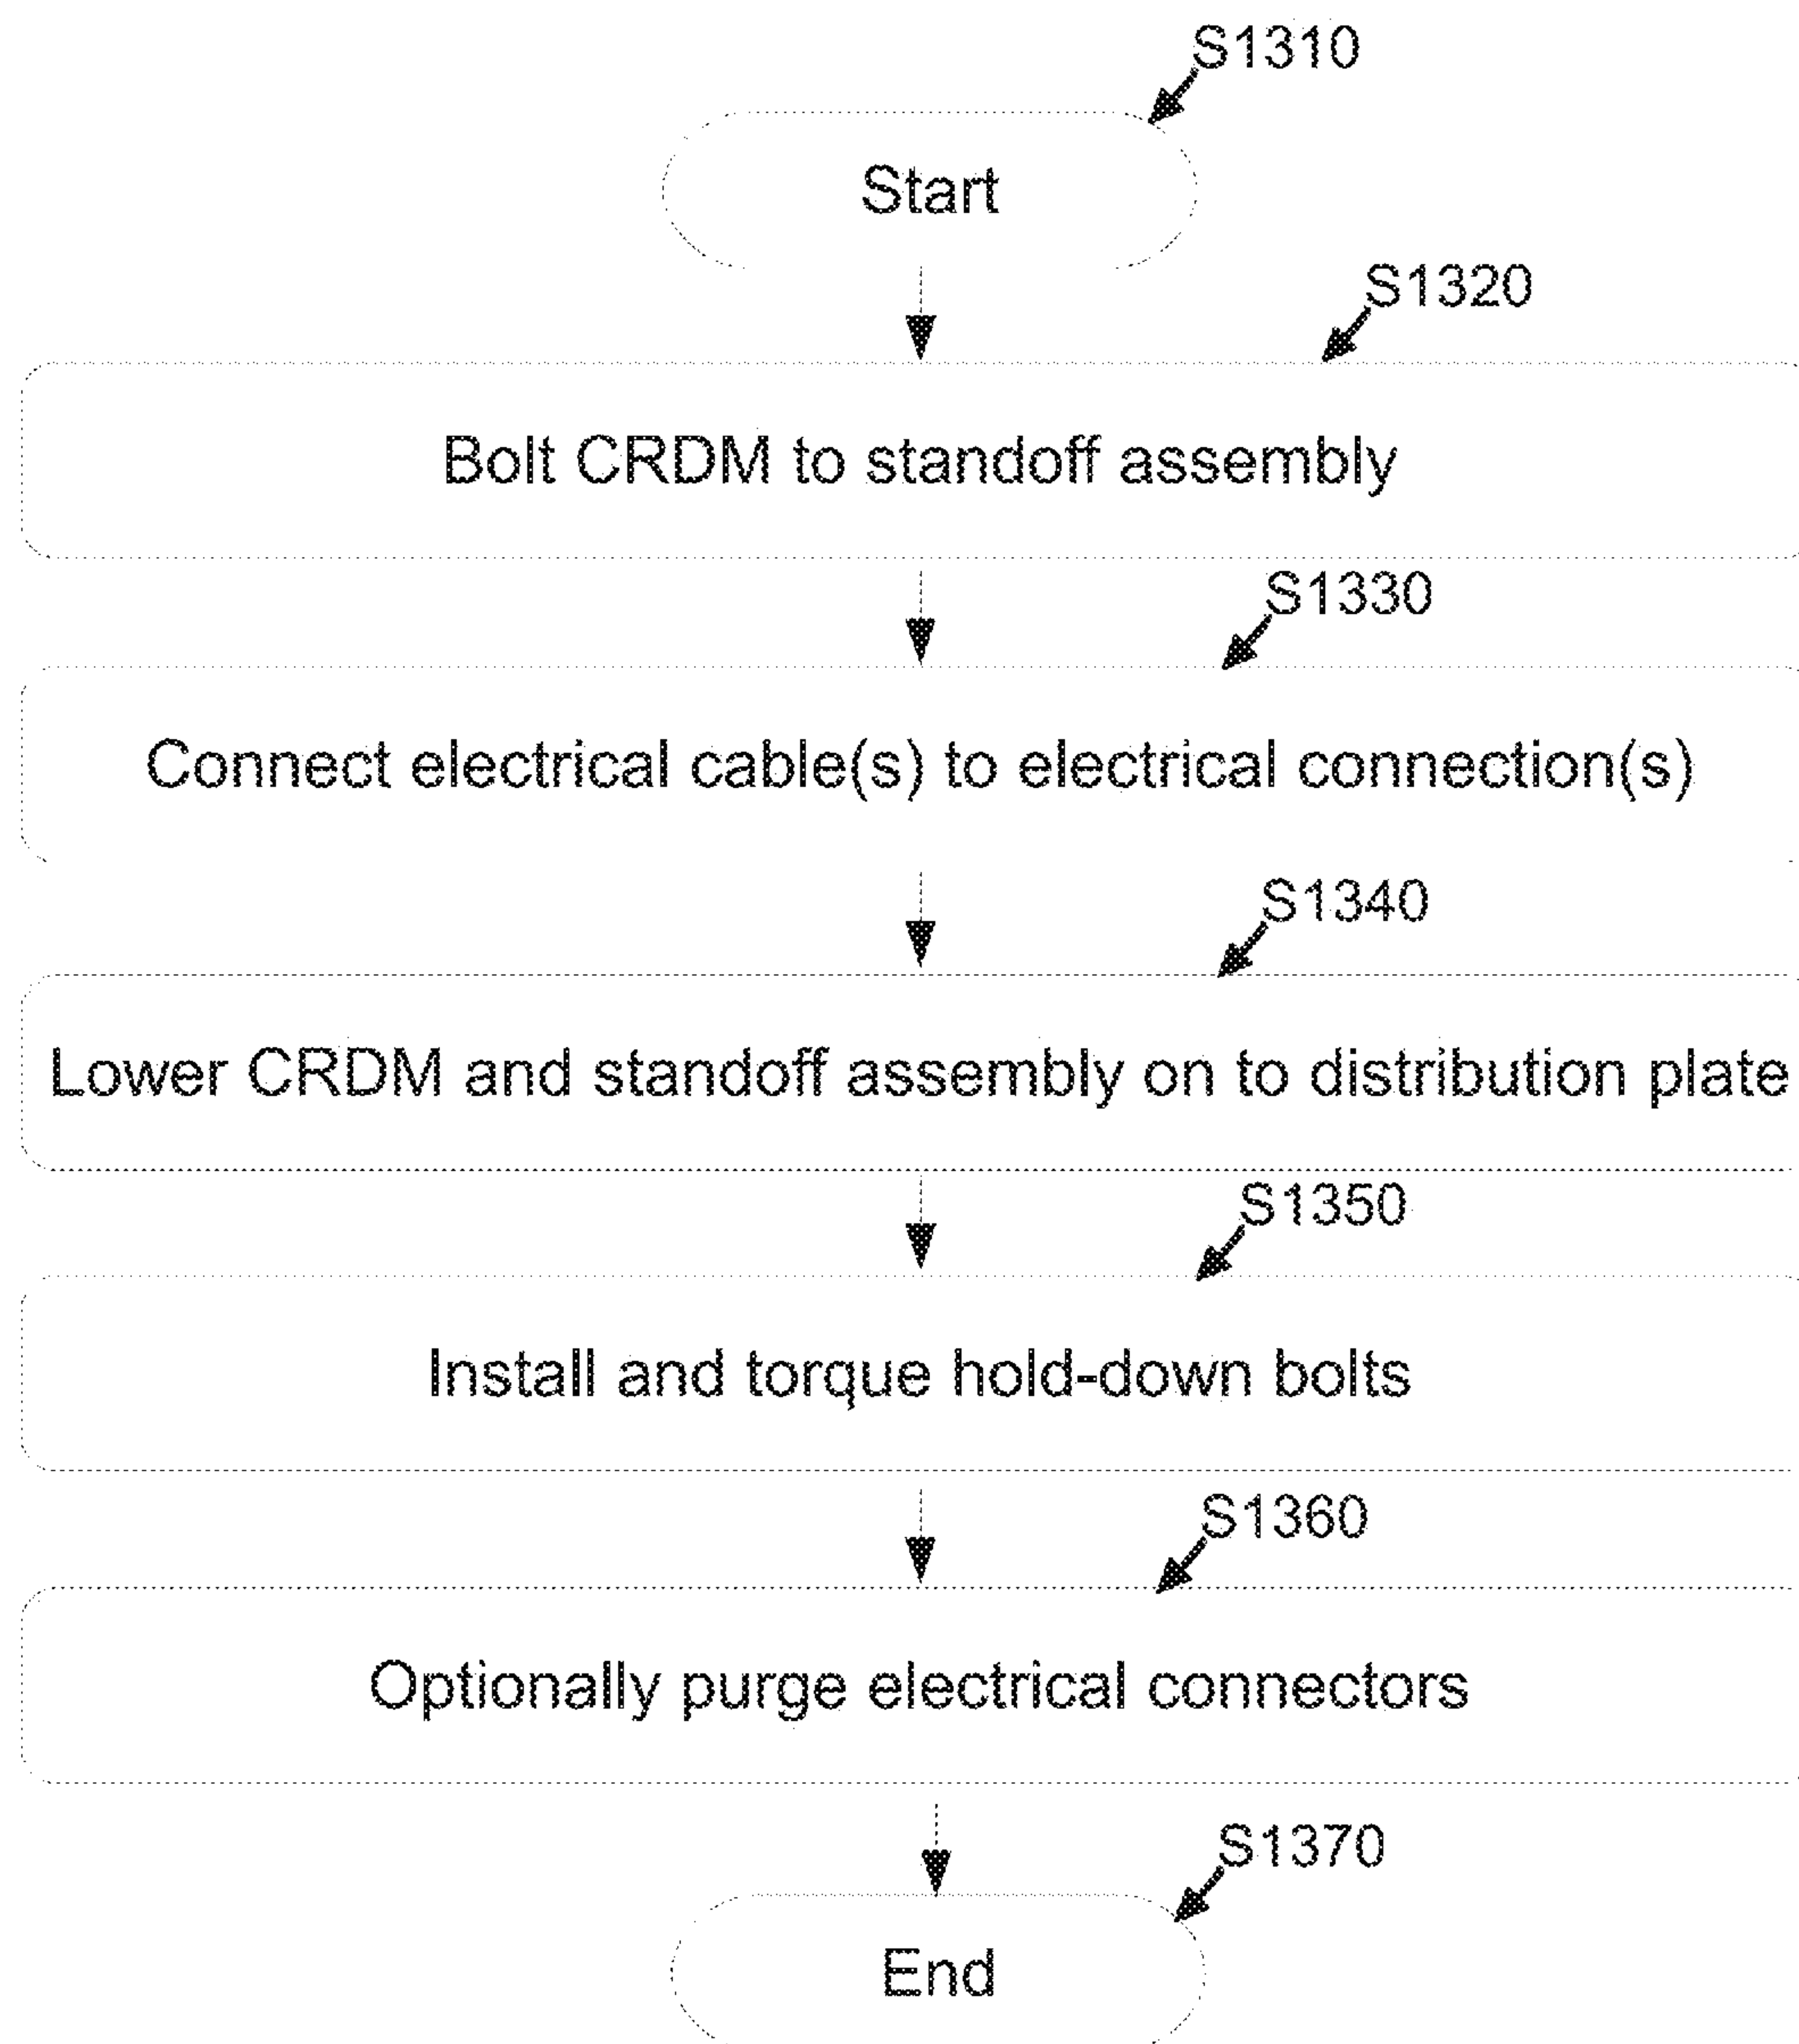 S1310
Start
S1320
Bolt CRDM to standoff assembly
S1330
Connect electrical cable(s) to electrical connection(s)
S1340
Lower CRDM and standoff assembly on to distribution plate
S1350
Install and torque hold-down bolts
S1360
Optionally purge electrical connectors
S1370
End